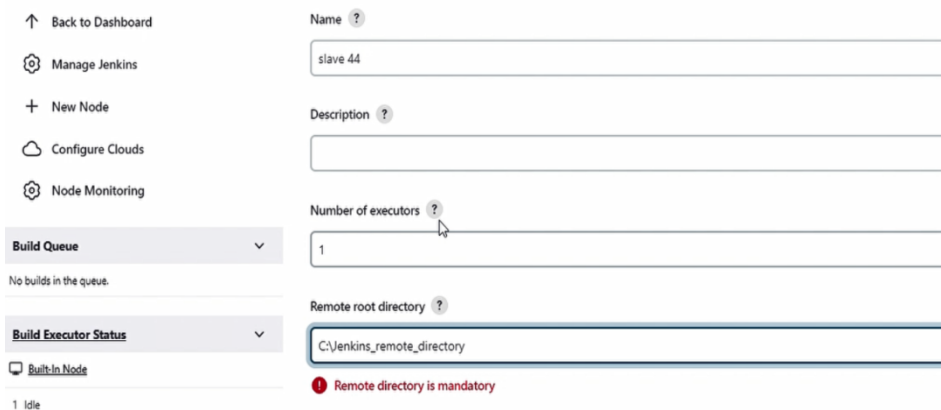 Back to Dashboard
Manage Jenkins
New Node
Configure Clouds
Node Monitoring
Build Queue
No builds in the queue.
Build Executor Status
Built-In Node
1 Idle
Name ?
slave 44
Description ?
Number of executors ?
1
Remote root directory ?
C:\Jenkins_remote_directory
Remote directory is mandatory